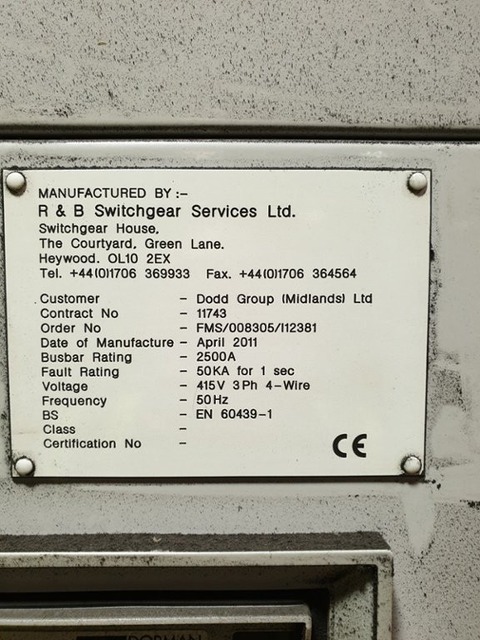 MANUFACTURED BY :-
R & B Switchgear Services Ltd.
Switchgear House,
The Courtyard, Green Lane.
Heywood. OL10 2EX
Tel. +44(0)1706 369933 Fax. +44(0)1706 364564
Customer - Dodd Group (Midlands) Ltd
Contract No - 11743
Order No - FMS/008305/112381
Date of Manufacture - April 2011
Busbar Rating - 2500A
Fault Rating - 50KA for 1 sec
Voltage - 415V 3Ph 4-Wire
Frequency - 50Hz
BS - EN 60439-1
Class -
Certification No -
CE
DORMAN